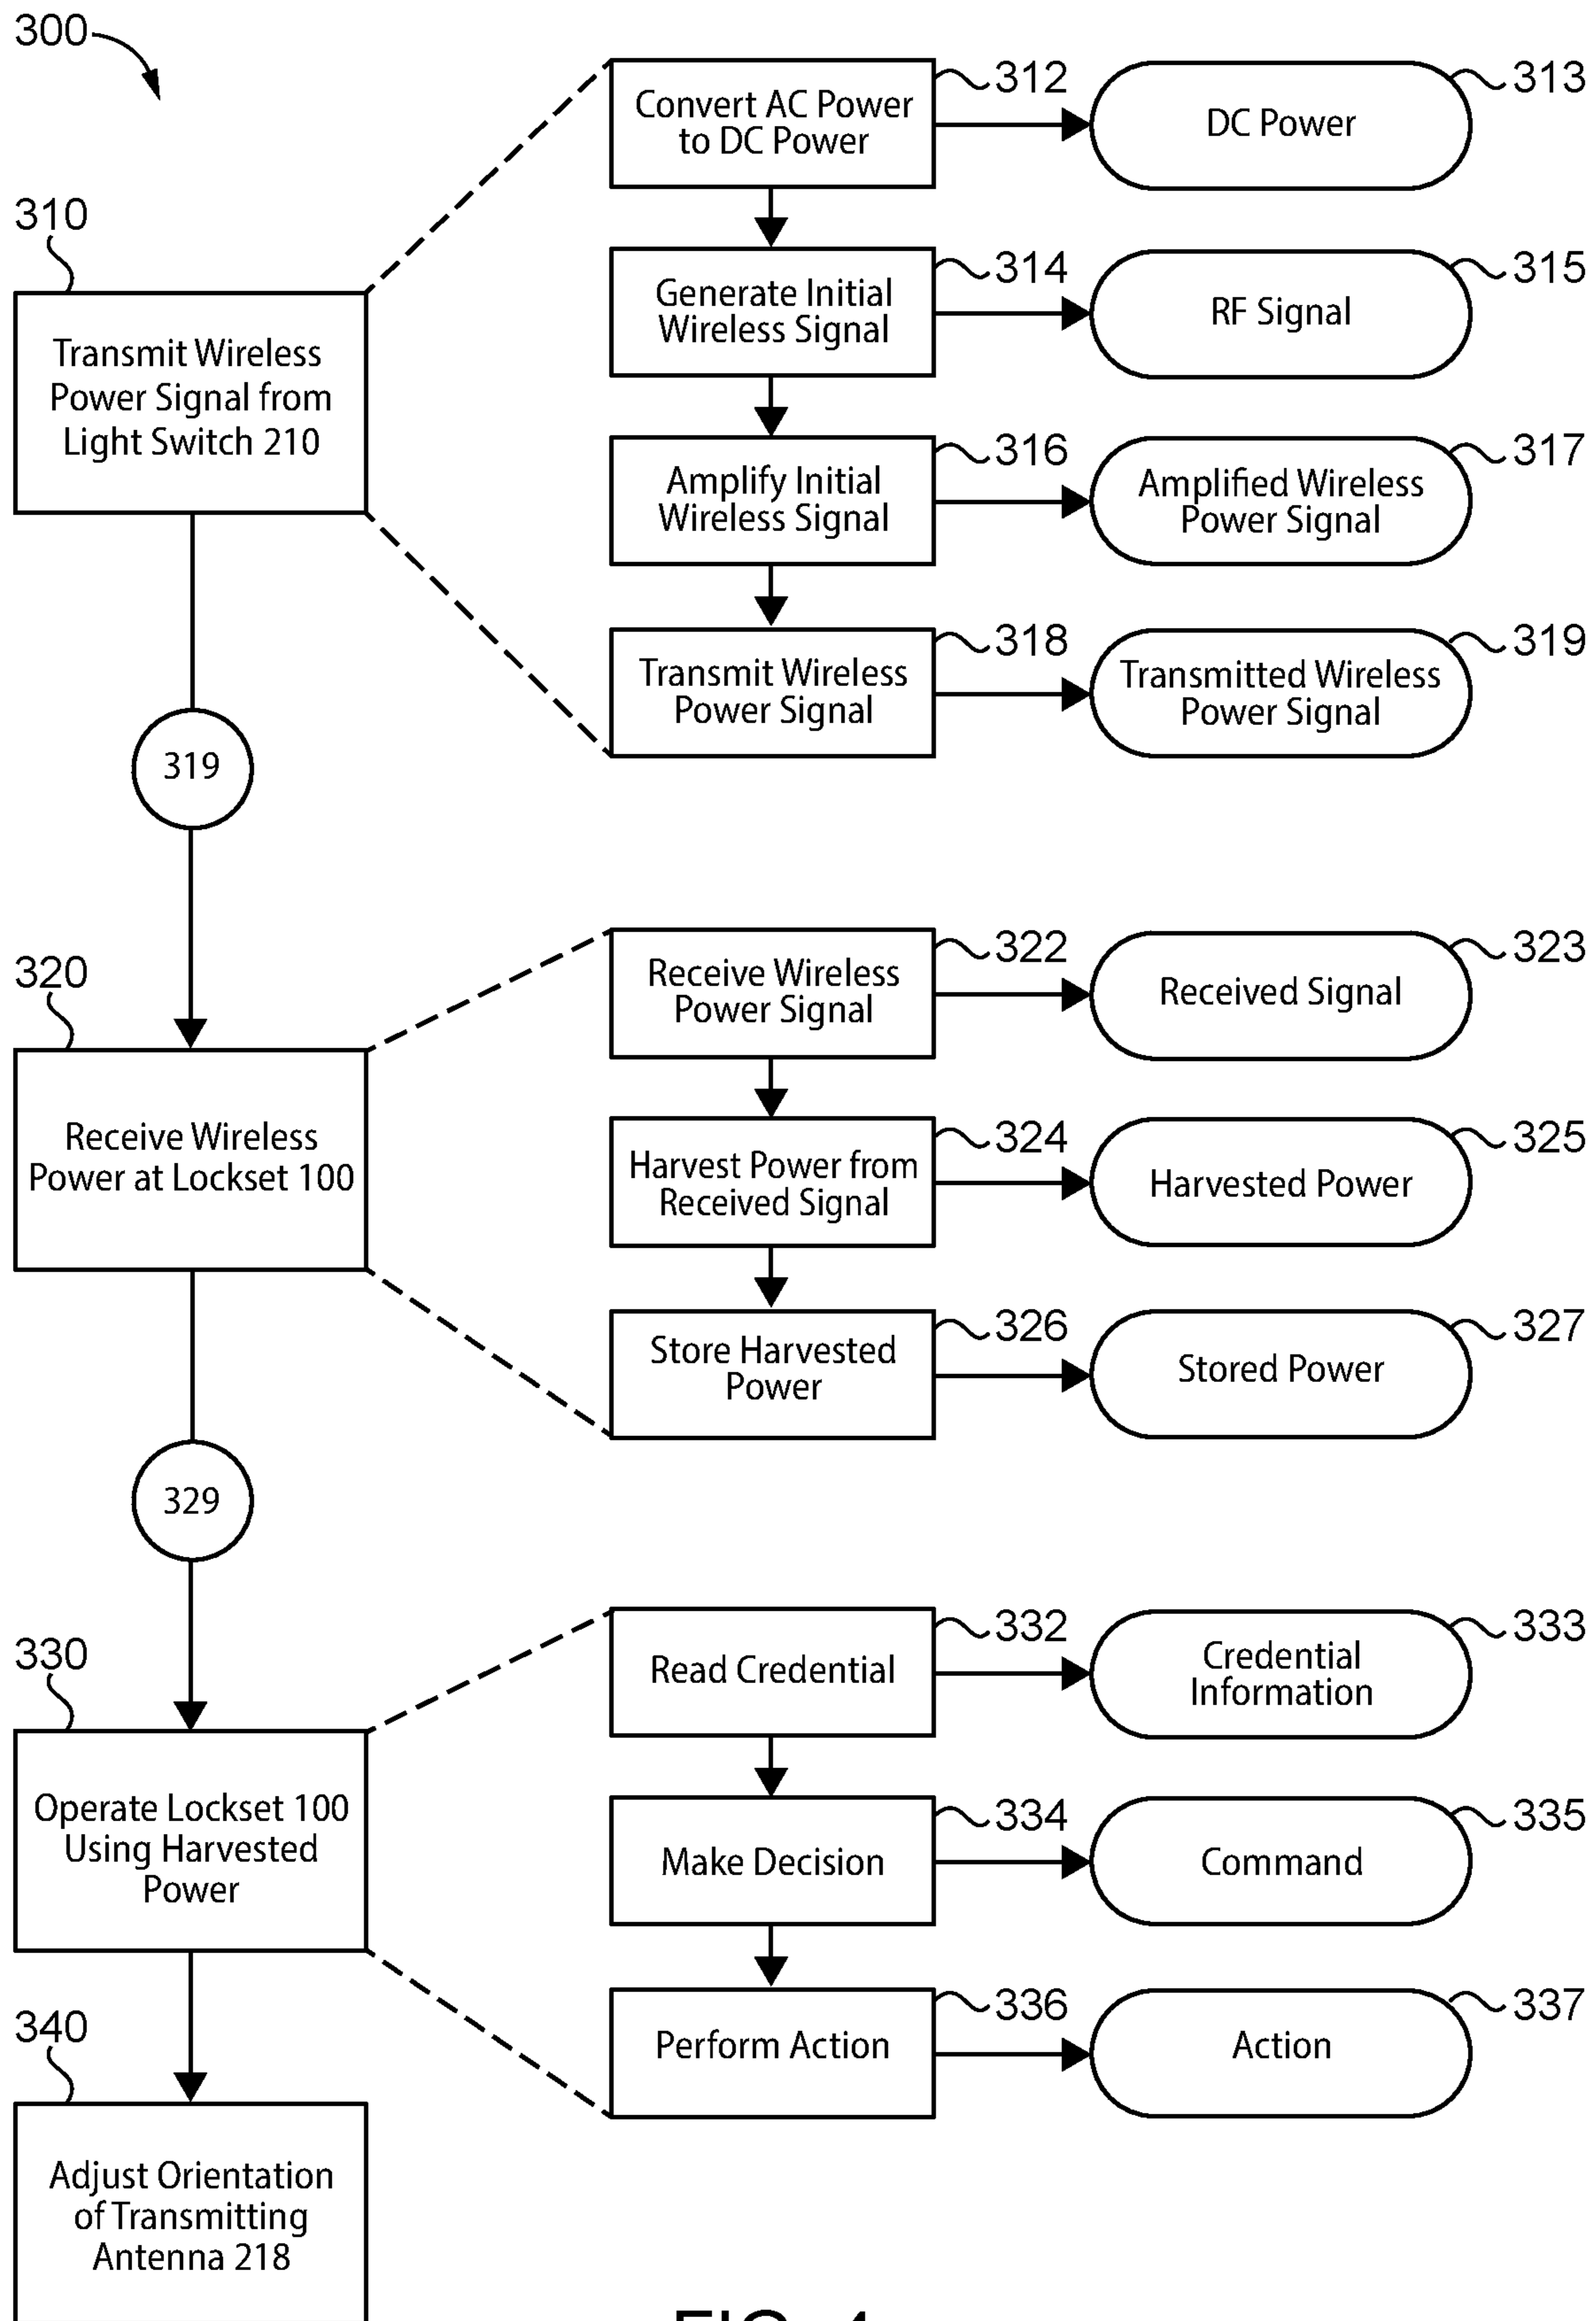 300
310
Transmit Wireless
Power Signal from
Light Switch 210
312
Convert AC Power
to DC Power
313
DC Power
314
Generate Initial
Wireless Signal
315
RF Signal
316
Amplify Initial
Wireless Signal
317
Amplified Wireless
Power Signal
318
Transmit Wireless
Power Signal
319
Transmitted Wireless
Power Signal
319
320
Receive Wireless
Power at Lockset 100
322
Receive Wireless
Power Signal
323
Received Signal
324
Harvest Power from
Received Signal
325
Harvested Power
326
Store Harvested
Power
327
Stored Power
329
330
Operate Lockset 100
Using Harvested
Power
332
Read Credential
333
Credential
Information
334
Make Decision
335
Command
336
Perform Action
337
Action
340
Adjust Orientation
of Transmitting
Antenna 218